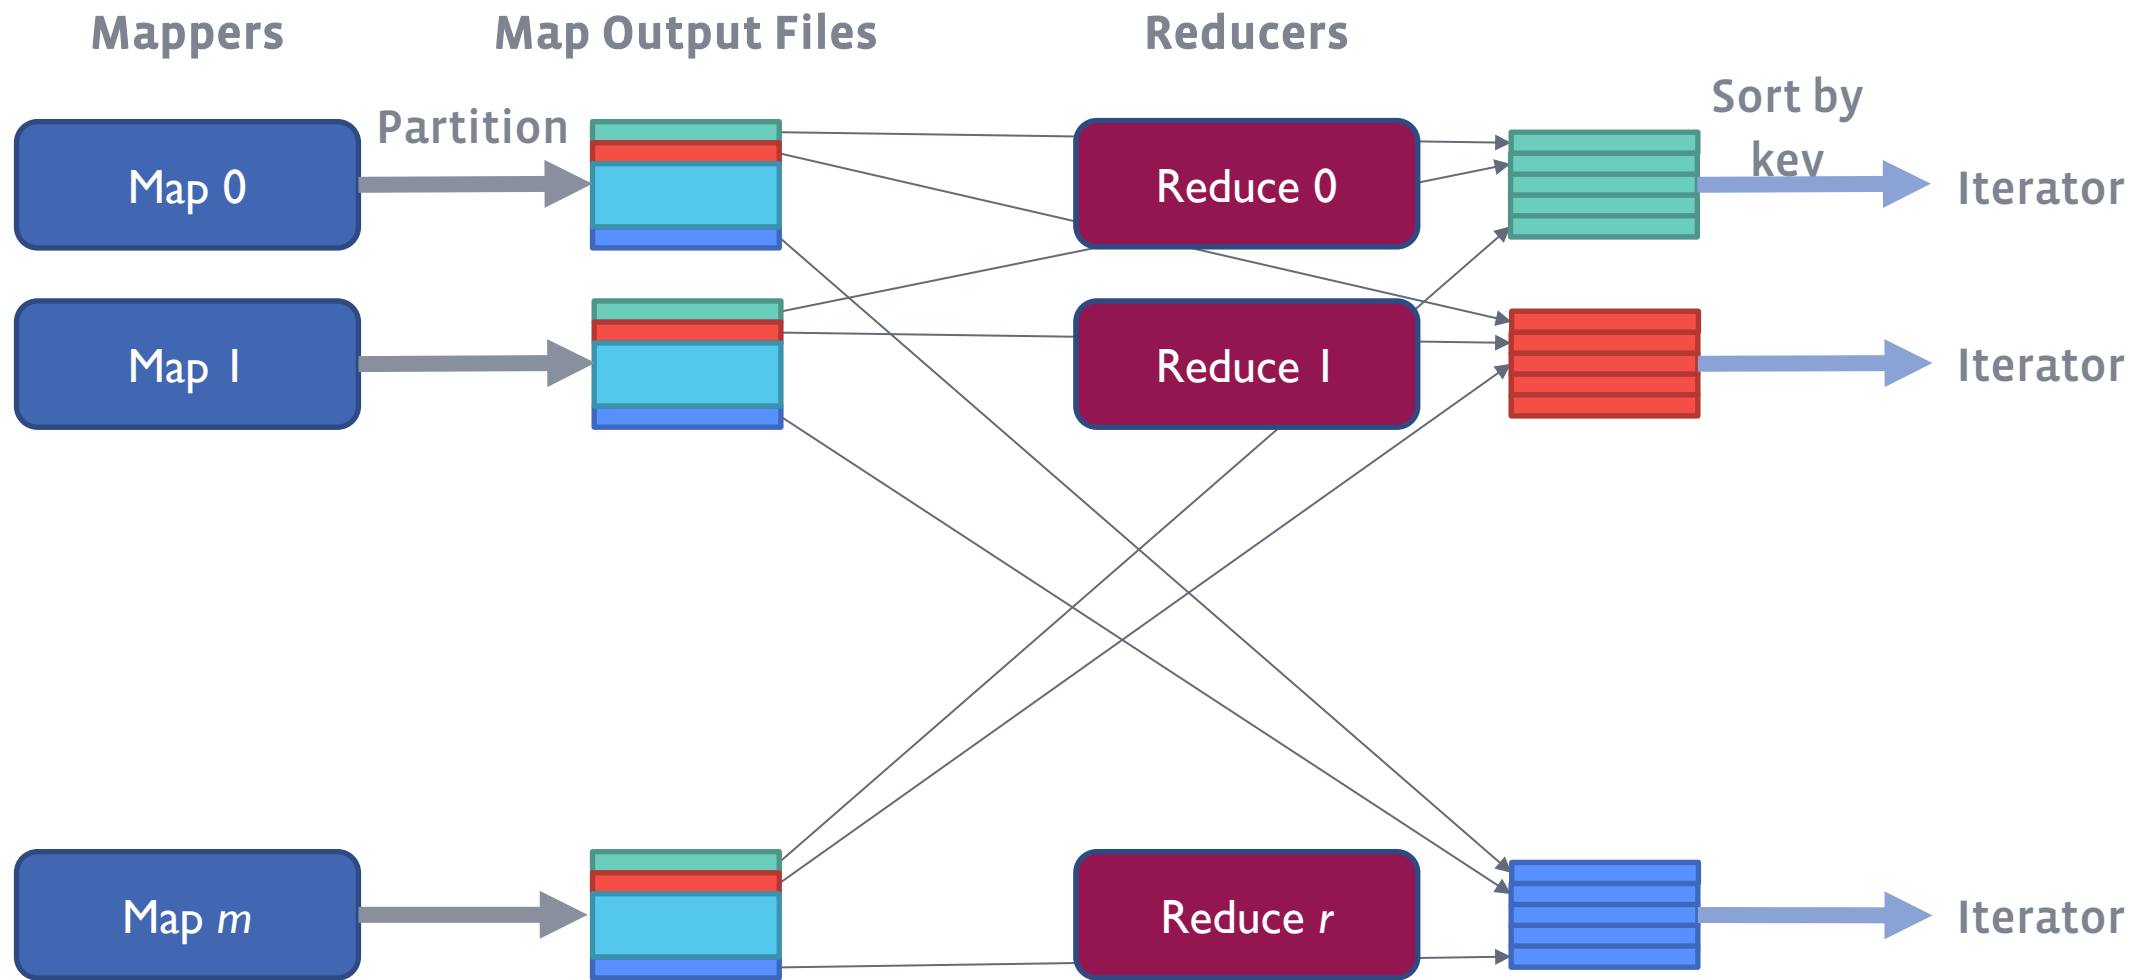 Mappers
Map Output Files
Reducers
Sort by
key
Partition
Map 0
Reduce 0
Iterator
Map 1
Reduce 1
Iterator
Map m
Reduce r
Iterator